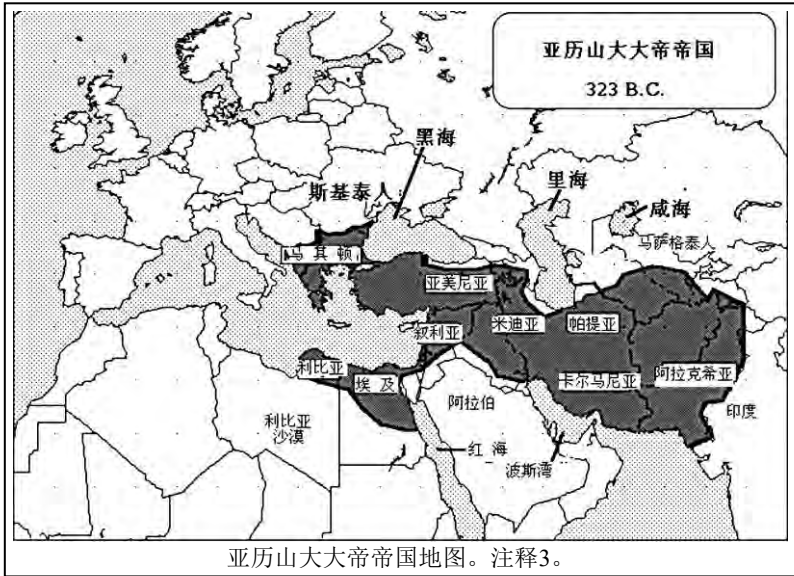 亚历山大大帝帝国
323 B.C.
黑海
斯基泰人
里海
咸海
马萨格泰人
马其顿
亚美尼亚
叙利亚
米迪亚
帕提亚
利比亚
埃及
卡尔马尼亚
阿拉克希亚
阿拉伯
印度
利比亚
沙漠
红海
波斯湾
亚历山大大帝帝国地图。注释3。